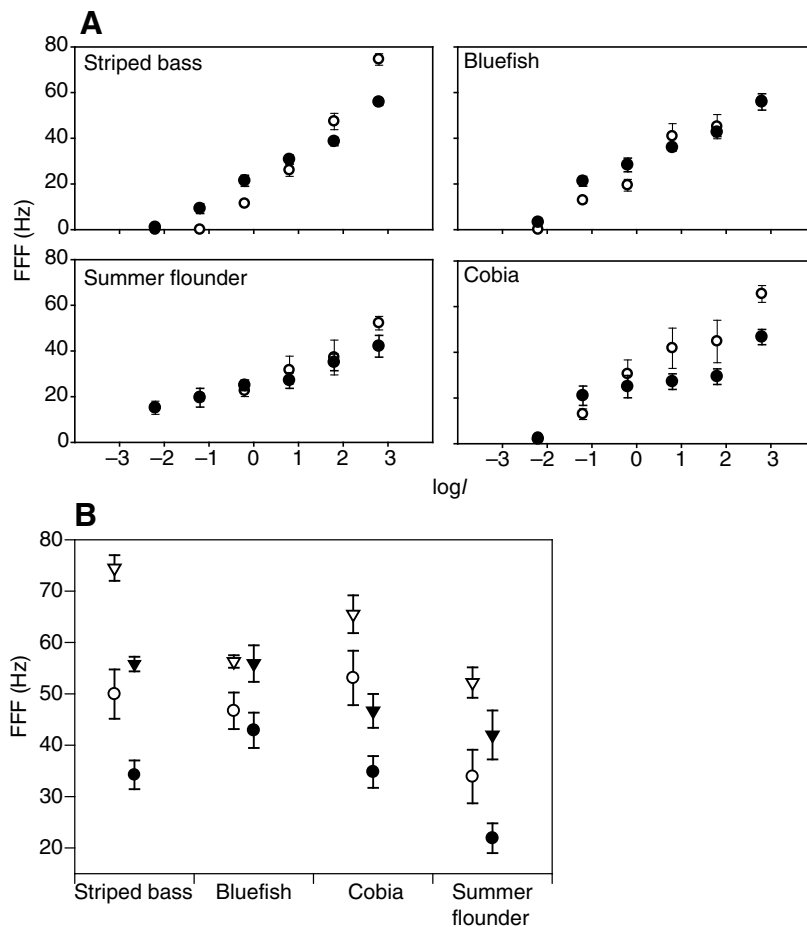 A
Striped bass
Bluefish
80
60
40
20
0
FFF (Hz)
Summer flounder
Cobia
80
60
40
20
0
–3 –2 –1 0 1 2 3
–3 –2 –1 0 1 2 3
logI
B
80
70
60
50
40
30
20
FFF (Hz)
Striped bass Bluefish Cobia Summer
flounder